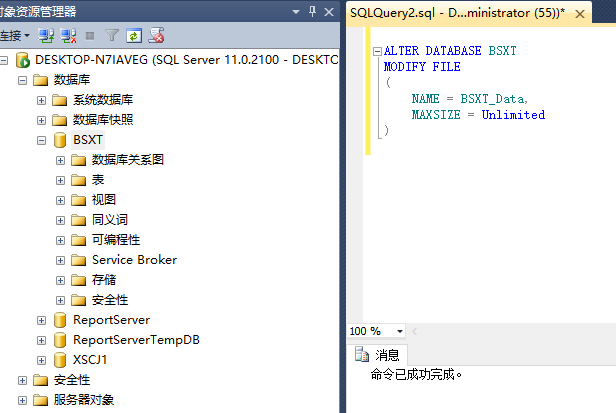 对象资源管理器
连接
DESKTOP-N7IAVEG (SQL Server 11.0.2100 - DESKTO
数据库
系统数据库
数据库快照
BSXT
数据库关系图
表
视图
同义词
可编程性
Service Broker
存储
安全性
ReportServer
ReportServerTempDB
XSCJ1
安全性
服务器对象
SQLQuery2.sql - D...ministrator (55))*
ALTER DATABASE BSXT
MODIFY FILE
(
NAME = BSXT_Data,
MAXSIZE = Unlimited
)
100 %
消息
命令已成功完成。